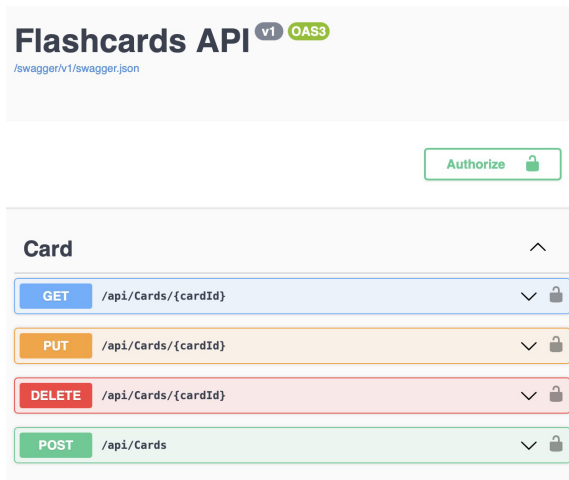 Flashcards API v1 OAS3
/swagger/v1/swagger.json
Authorize
Card
GET /api/Cards/{cardId}
PUT /api/Cards/{cardId}
DELETE /api/Cards/{cardId}
POST /api/Cards